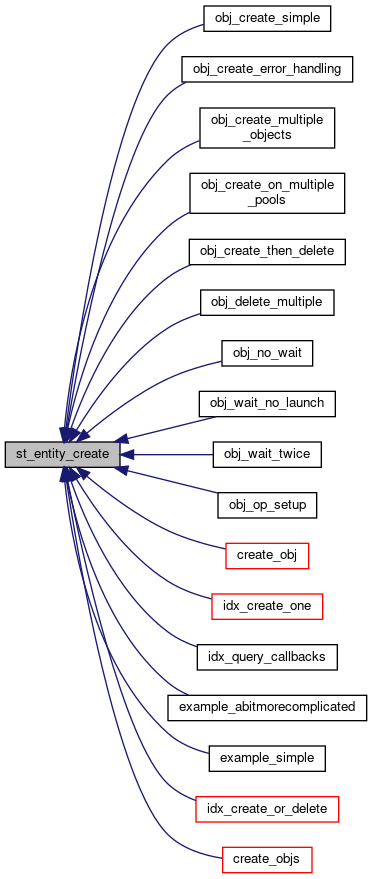 obj_create_simple
obj_create_error_handling
obj_create_multiple
_objects
obj_create_on_multiple
_pools
obj_create_then_delete
obj_delete_multiple
obj_no_wait
obj_wait_no_launch
st_entity_create
obj_wait_twice
obj_op_setup
create_obj
idx_create_one
idx_query_callbacks
example_abitmorecomplicated
example_simple
idx_create_or_delete
create_objs